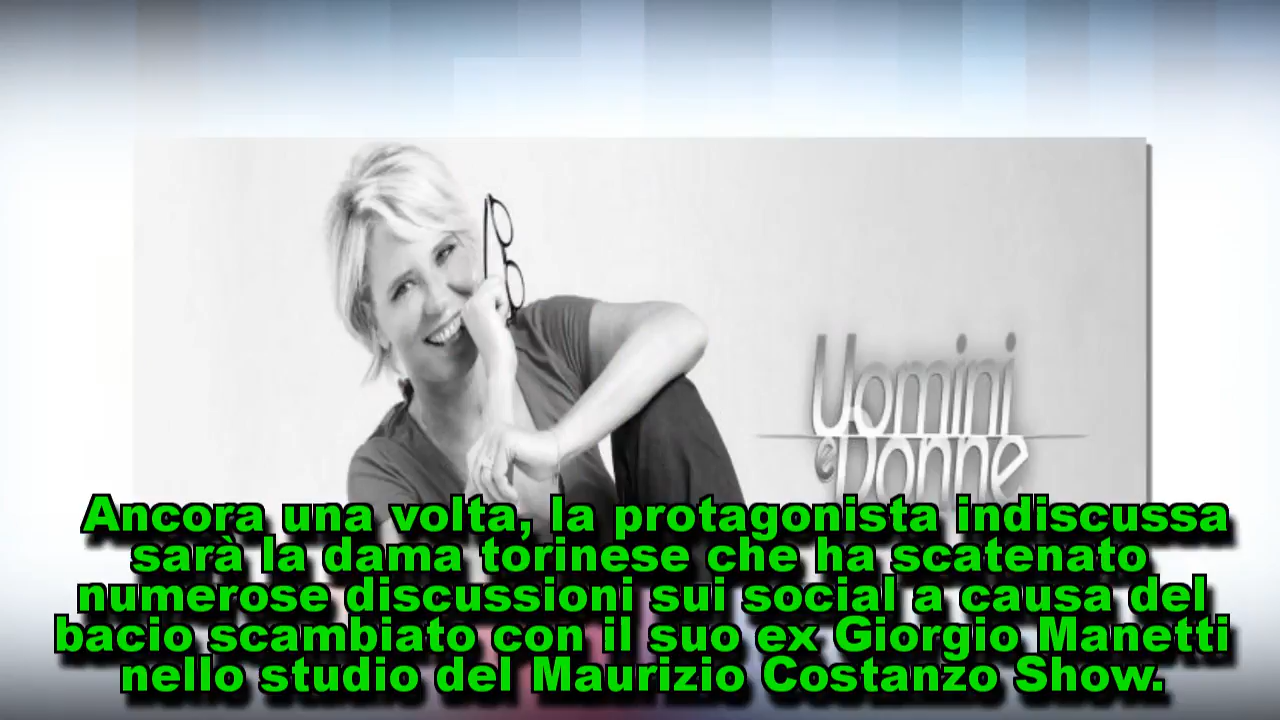 Uomini
e Donne
Ancora una volta, la protagonista indiscussa
sarà la dama torinese che ha scatenato
numerose discussioni sui social a causa del
bacio scambiato con il suo ex Giorgio Manetti
nello studio del Maurizio Costanzo Show.